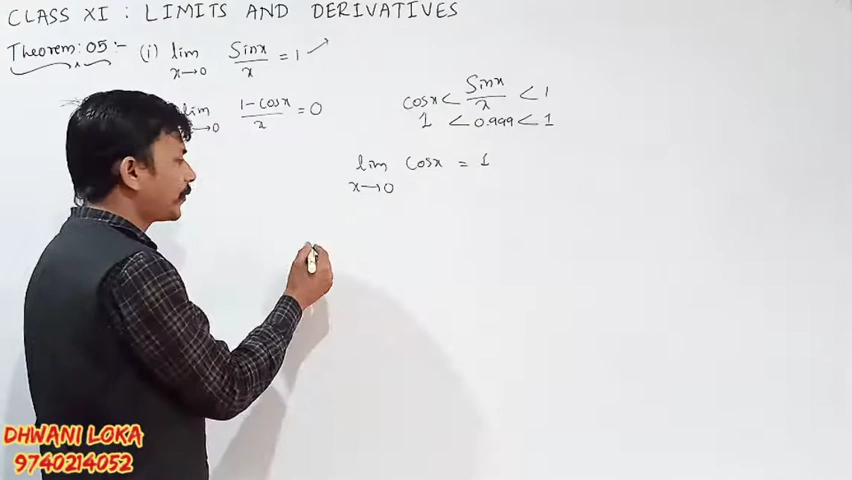 CLASS XI : LIMITS AND DERIVATIVES
Theorem: 05 :- (i) lim x→0 Sinx/x = 1
lim x→0 1-cosx/x = 0
cosx < Sinx/x < 1
1 < 0.999 < 1
lim x→0 cosx = 1
DHWANI LOKA
9740214052